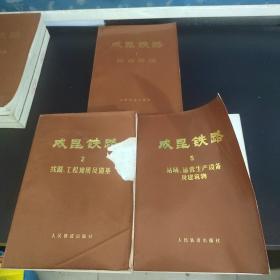 成昆铁路
成昆铁路
2
线路、工程地质及路基
人民铁道出版社
成昆铁路
5
站场、运营生产设备
及建筑物
人民铁道出版社